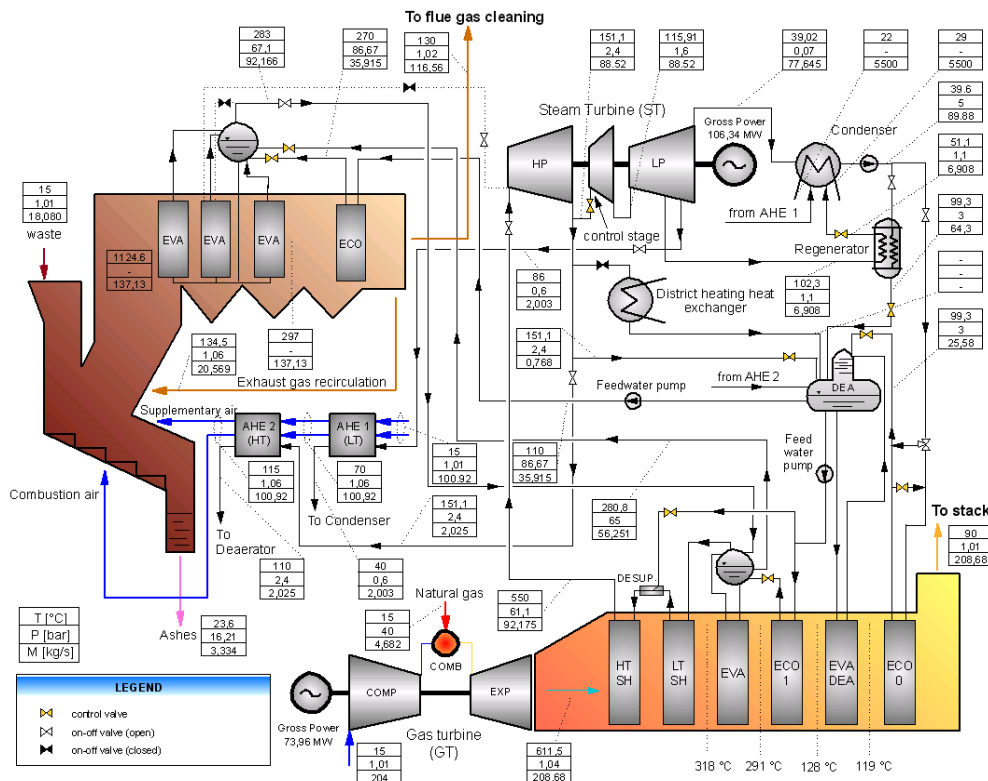 To flue gas cleaning
283
67,1
92,166
270
86,67
35,915
130
1,02
116,56
151,1
2,4
88.52
115,91
1,6
88.52
39,02
0,07
77,645
22
-
5500
29
-
5500
Steam Turbine (ST)
Gross Power
106,34 MW
Condenser
39.6
5
89.88
HP
LP
51,1
1,1
6,908
15
1,01
18,080
waste
from AHE 1
control stage
Regenerator
99,3
3
64,3
EVA
EVA
EVA
ECO
1124.6
-
137,13
86
0,6
2,003
District heating heat
exchanger
102,3
1,1
6,908
-
-
-
297
-
137,13
134,5
1,06
20,569
Exhaust gas recirculation
151,1
2,4
0,768
99,3
3
25,58
from AHE 2
DEA
Feedwater pump
Supplementary air
AHE 2
(HT)
AHE 1
(LT)
15
1,01
100.92
110
86,67
35,915
Feed
water
pump
115
1,06
100,92
70
1,06
100,92
Combustion air
To Condenser
151,1
2,4
2,025
280,8
65
56,251
To stack
90
1,01
208,68
To
Deaerator
110
2,4
2,025
40
0,6
2,003
DESUP.
T [°C]
P [bar]
M [kg/s]
Ashes
23,6
16,21
3,334
Natural gas
15
40
4,682
550
61,1
92,175
COMB
HT
SH
LT
SH
EVA
ECO
1
EVA
DEA
ECO
0
LEGEND
control valve
on-off valve (open)
on-off valve (closed)
COMP
EXP
Gross Power
73,96 MW
Gas turbine
(GT)
15
1,01
204
611,5
1,04
208.68
318 °C
291 °C
128 °C
119 °C